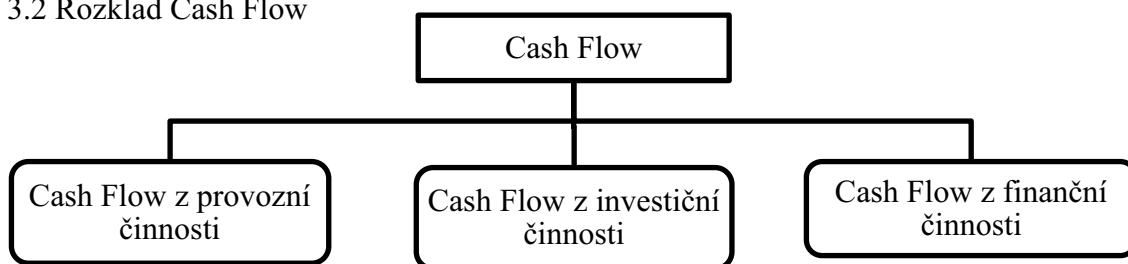 3.2 Rozklad Cash Flow
Cash Flow
Cash Flow z provozní
činnosti
Cash Flow z investiční
činnosti
Cash Flow z finanční
činnosti